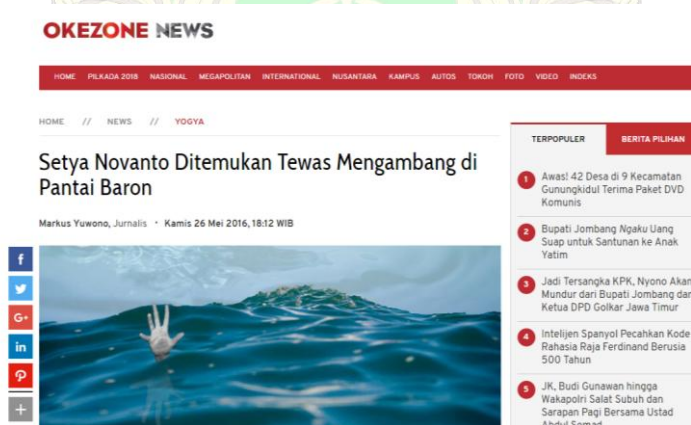 OKEZONE NEWS
HOME PILKADA 2018 NASIONAL MEGAPOLITAN INTERNATIONAL NUSANTARA KAMPUS AUTOS TOKOH FOTO VIDEO INDEKS
HOME // NEWS // YOGYA
Setya Novanto Ditemukan Tewas Mengambang di
Pantai Baron
Markus Yuwono, Jurnalis • Kamis 26 Mei 2016, 18:12 WIB
f
G+
in
+
TERPOPULER BERITA PILIHAN
1 Awas! 42 Desa di 9 Kecamatan
Gunungkidul Terima Paket DVD
Komunis
2 Bupati Jombang Ngaku Uang
Suap untuk Santunan ke Anak
Yatim
3 Jadi Tersangka KPK, Nyono Akan
Mundur dari Bupati Jombang dan
Ketua DPD Golkar Jawa Timur
4 Intelijen Spanyol Pecahkan Kode
Rahasia Raja Ferdinand Berusia
500 Tahun
5 JK, Budi Gunawan hingga
Wakapolri Salat Subuh dan
Sarapan Pagi Bersama Ustad
Abdul Somad